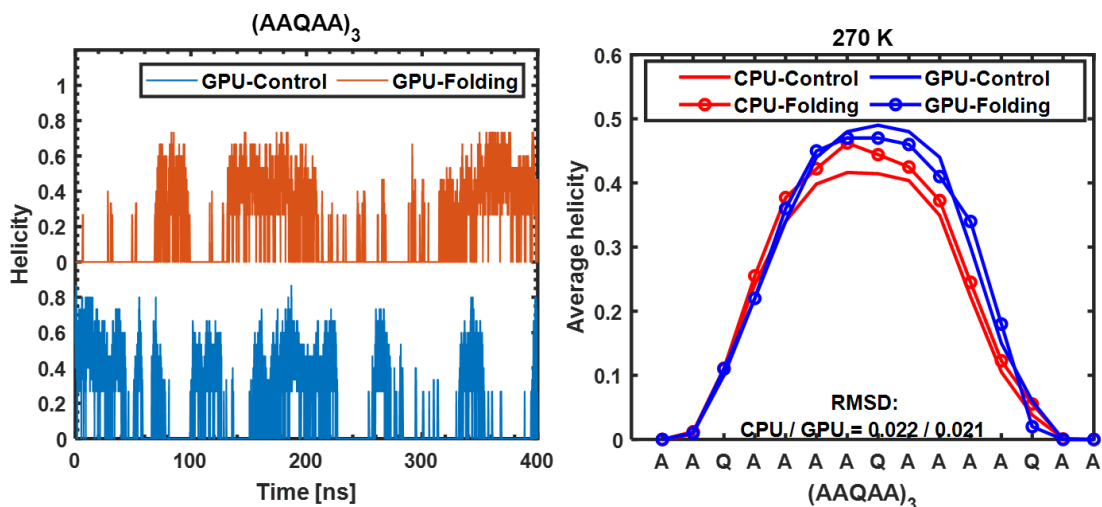 (AAQAA)3
GPU-Control GPU-Folding
1
0.8
0.6
0.4
0.2
0
0.8
0.6
0.4
0.2
0
Helicity
0 100 200 300 400
Time [ns]
270 K
CPU-Control GPU-Control
CPU-Folding GPU-Folding
0.6
0.5
0.4
0.3
0.2
0.1
0
Average helicity
RMSD:
CPU / GPU = 0.022 / 0.021
A A Q A A A A Q A A A A Q A A
(AAQAA)3